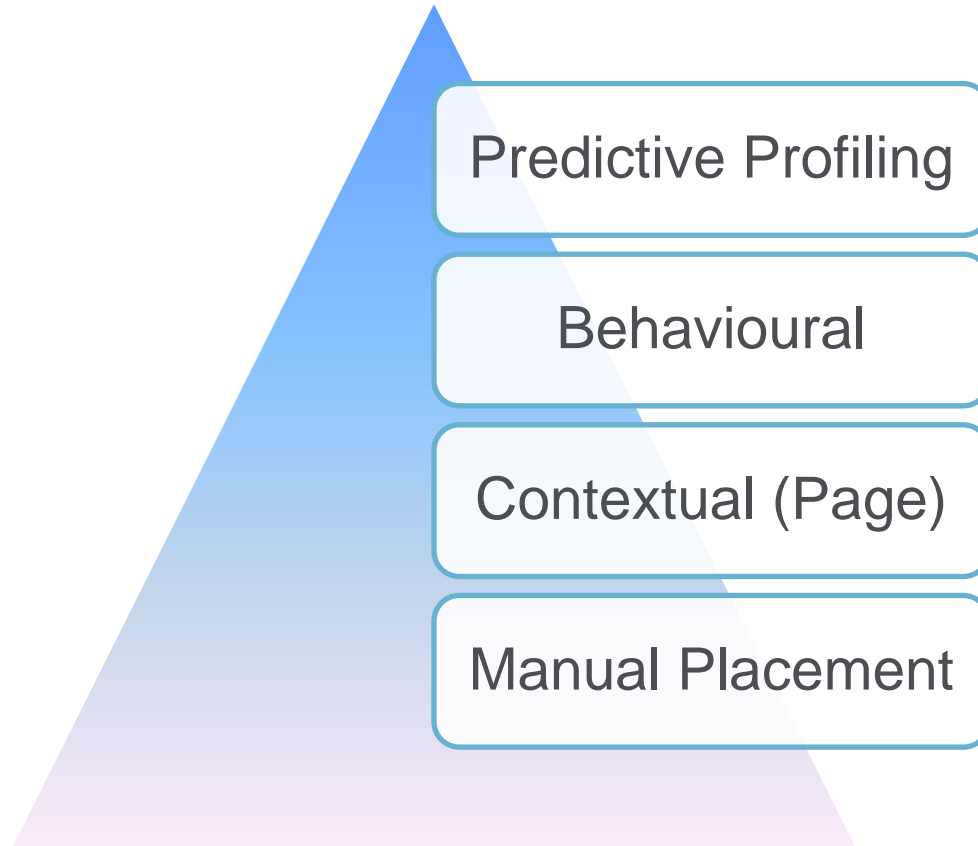 Predictive Profiling
Behavioural
Contextual (Page)
Manual Placement